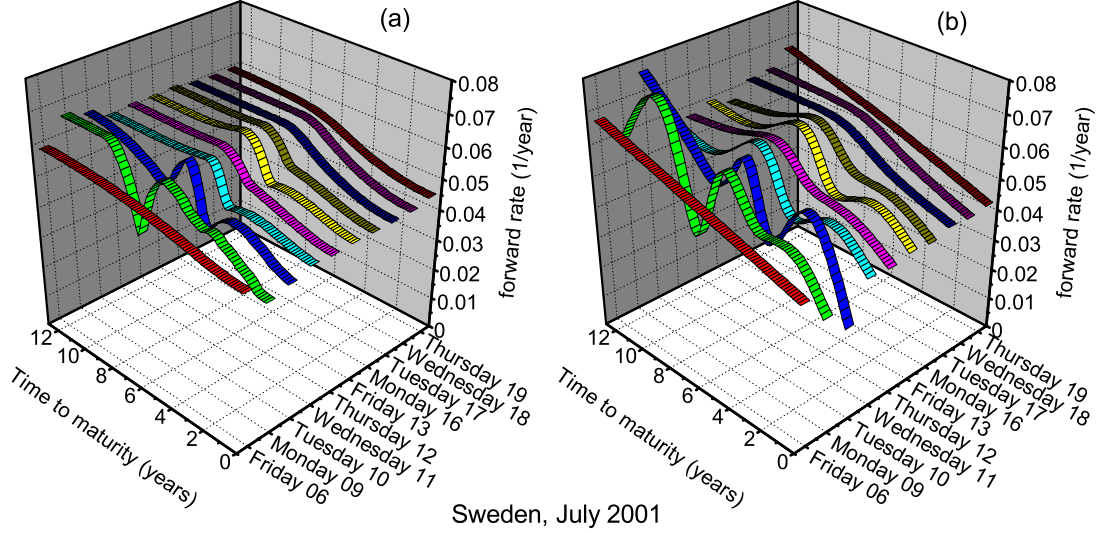 (a)
0.08
0.07
0.06
0.05
0.04
0.03
0.02
0.01
0
forward rate (1/year)
12
10
8
6
4
2
0
Time to maturity (years)
Thursday 19
Wednesday 18
Tuesday 17
Monday 16
Friday 13
Thursday 12
Wednesday 11
Tuesday 10
Monday 09
Friday 06
(b)
0.08
0.07
0.06
0.05
0.04
0.03
0.02
0.01
0
forward rate (1/year)
12
10
8
6
4
2
0
Time to maturity (years)
Thursday 19
Wednesday 18
Tuesday 17
Monday 16
Friday 13
Thursday 12
Wednesday 11
Tuesday 10
Monday 09
Friday 06
Sweden, July 2001